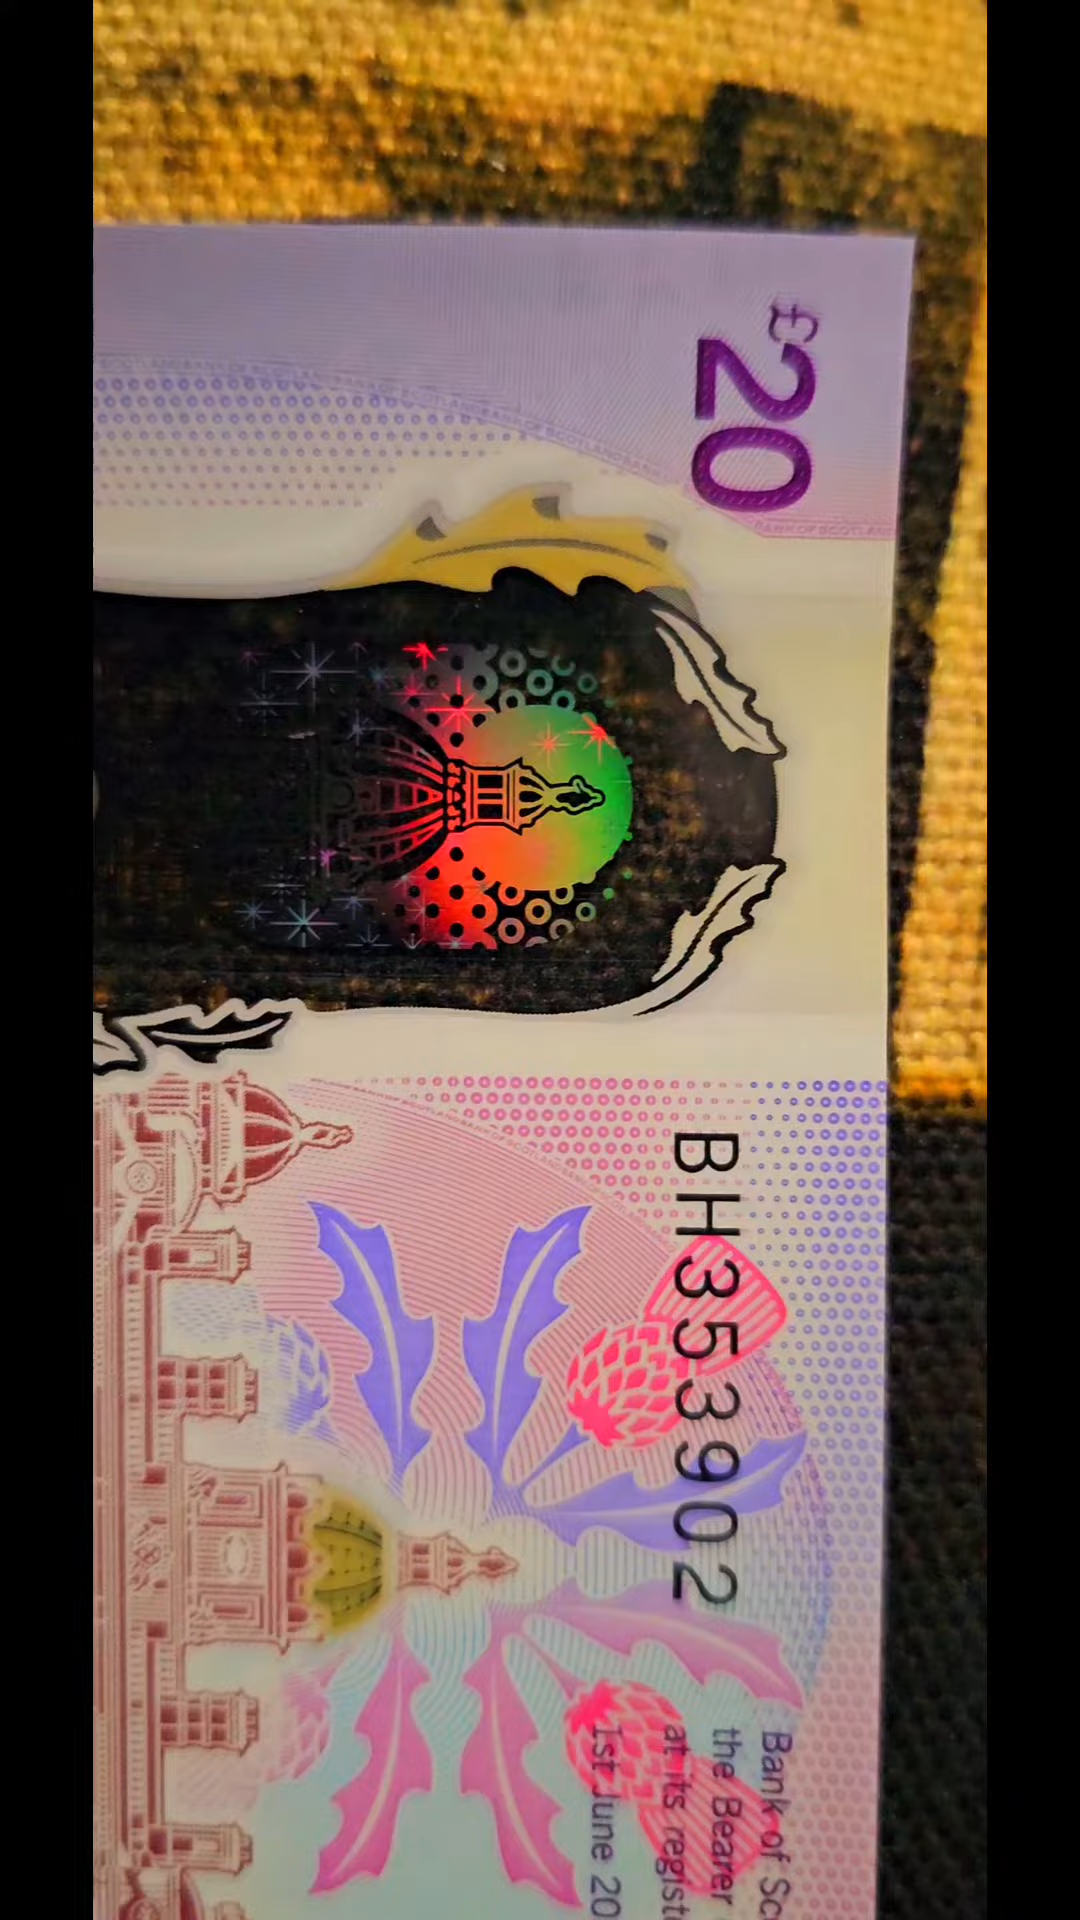 £20
BH353902
Bank of Sc
the Bearer
at its regist
1st June 20